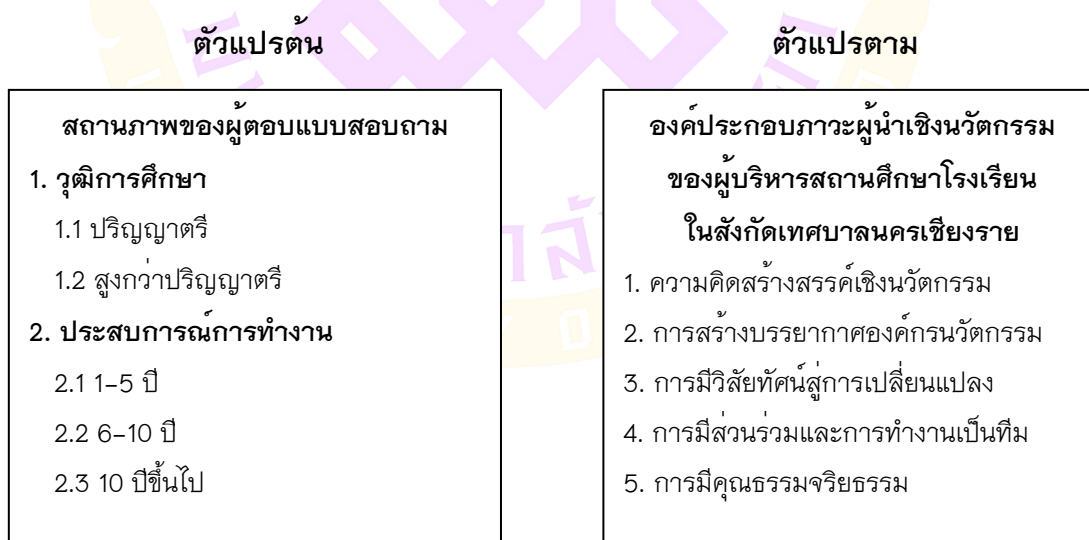 ตัวแปรต้น
สถานภาพของผู้ตอบแบบสอบถาม
1. วุฒิการศึกษา
1.1 ปริญญาตรี
1.2 สูงกว่าปริญญาตรี
2. ประสบการณ์การทำงาน
2.1 1–5 ปี
2.2 6–10 ปี
2.3 10 ปีขึ้นไป
ตัวแปรตาม
องค์ประกอบภาวะผู้นำเชิงนวัตกรรม
ของผู้บริหารสถานศึกษาโรงเรียน
ในสังกัดเทศบาลนครเชียงราย
1. ความคิดสร้างสรรค์เชิงนวัตกรรม
2. การสร้างบรรยากาศองค์กรนวัตกรรม
3. การมีวิสัยทัศน์สู่การเปลี่ยนแปลง
4. การมีส่วนร่วมและการทำงานเป็นทีม
5. การมีคุณธรรมจริยธรรม